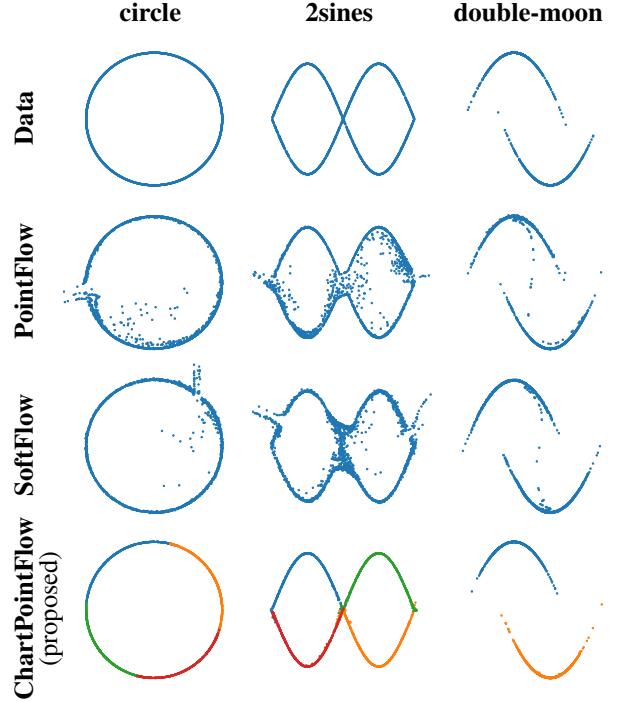 circle 2sines double-moon
Data
PointFlow
SoftFlow
ChartPointFlow
(proposed)